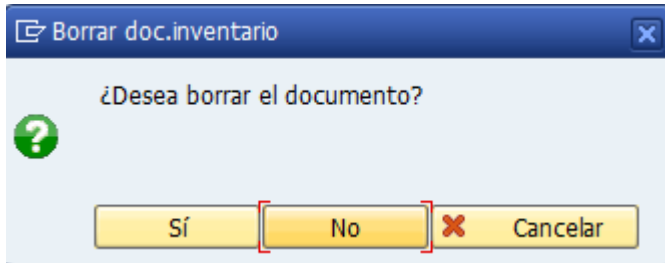 Borrar doc.inventario
¿Desea borrar el documento?
Sí No Cancelar